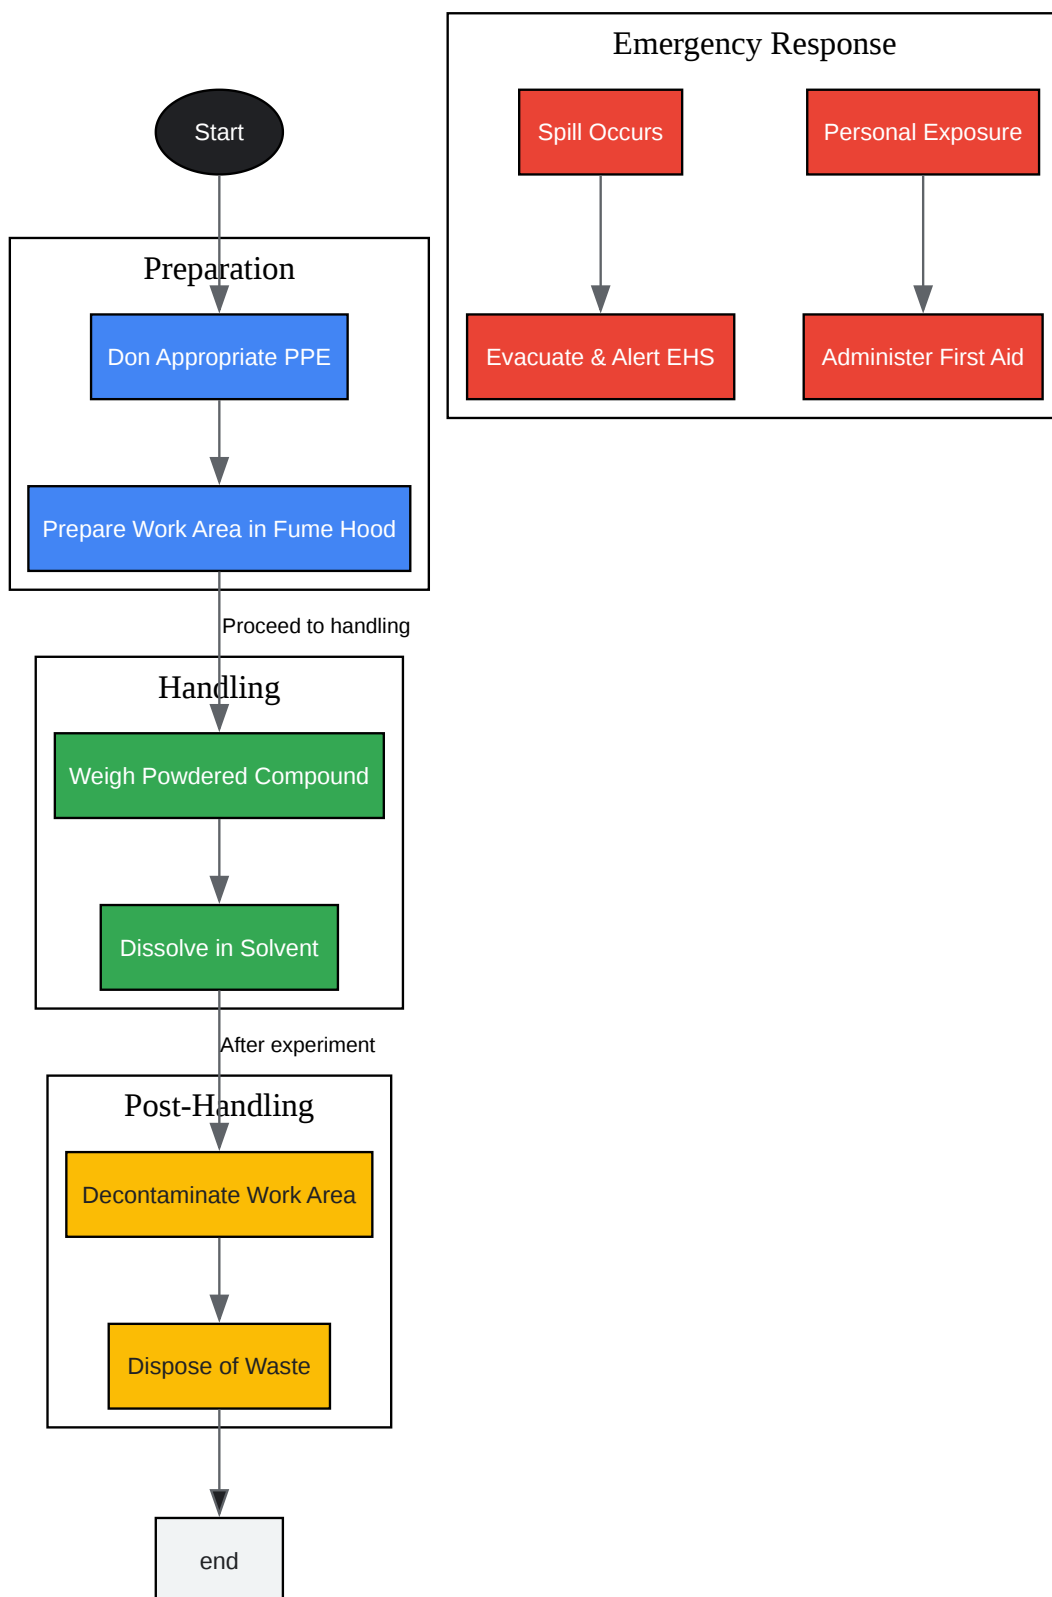 Emergency Response
Start
Spill Occurs
Personal Exposure
Preparation
Don Appropriate PPE
Evacuate & Alert EHS
Administer First Aid
Prepare Work Area in Fume Hood
Proceed to handling
Handling
Weigh Powdered Compound
Dissolve in Solvent
After experiment
Post-Handling
Decontaminate Work Area
Dispose of Waste
end